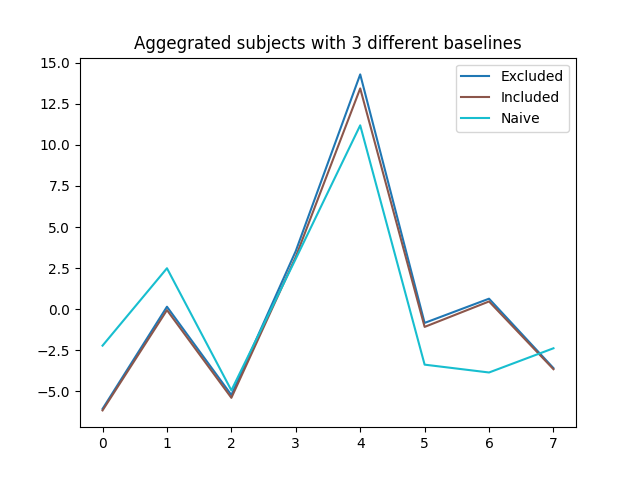 Aggegrated subjects with 3 different baselines
15.0
12.5
10.0
7.5
5.0
2.5
0.0
−2.5
−5.0
Excluded
Included
Naive
0 1 2 3 4 5 6 7